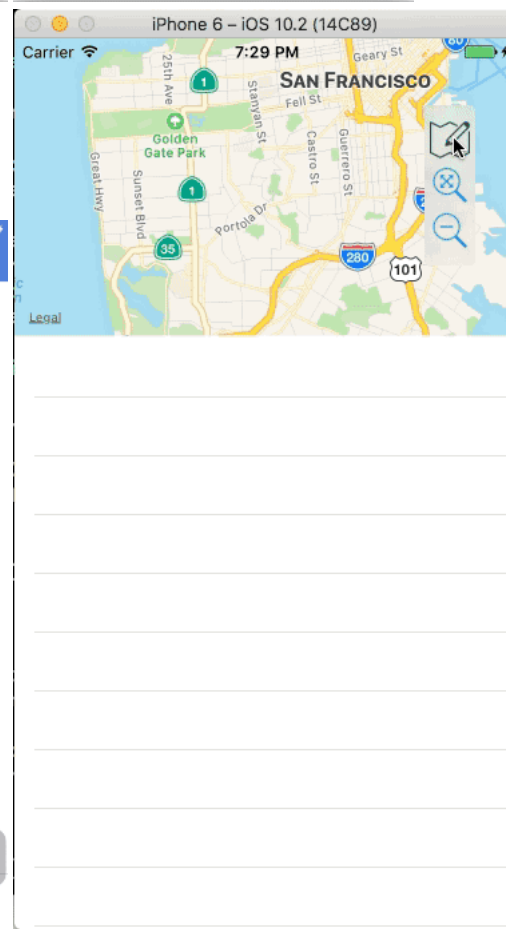 iPhone 6 – iOS 10.2 (14C89)
Carrier 7:29 PM
Geary St
80
25th Ave
1
SAN FRANCISCO
Stanyan St
Fell St
Golden
Gate Park
Castro St
Guerrero St
Great Hwy
Sunset Blvd
1
Portola Dr
35
280
101
Legal